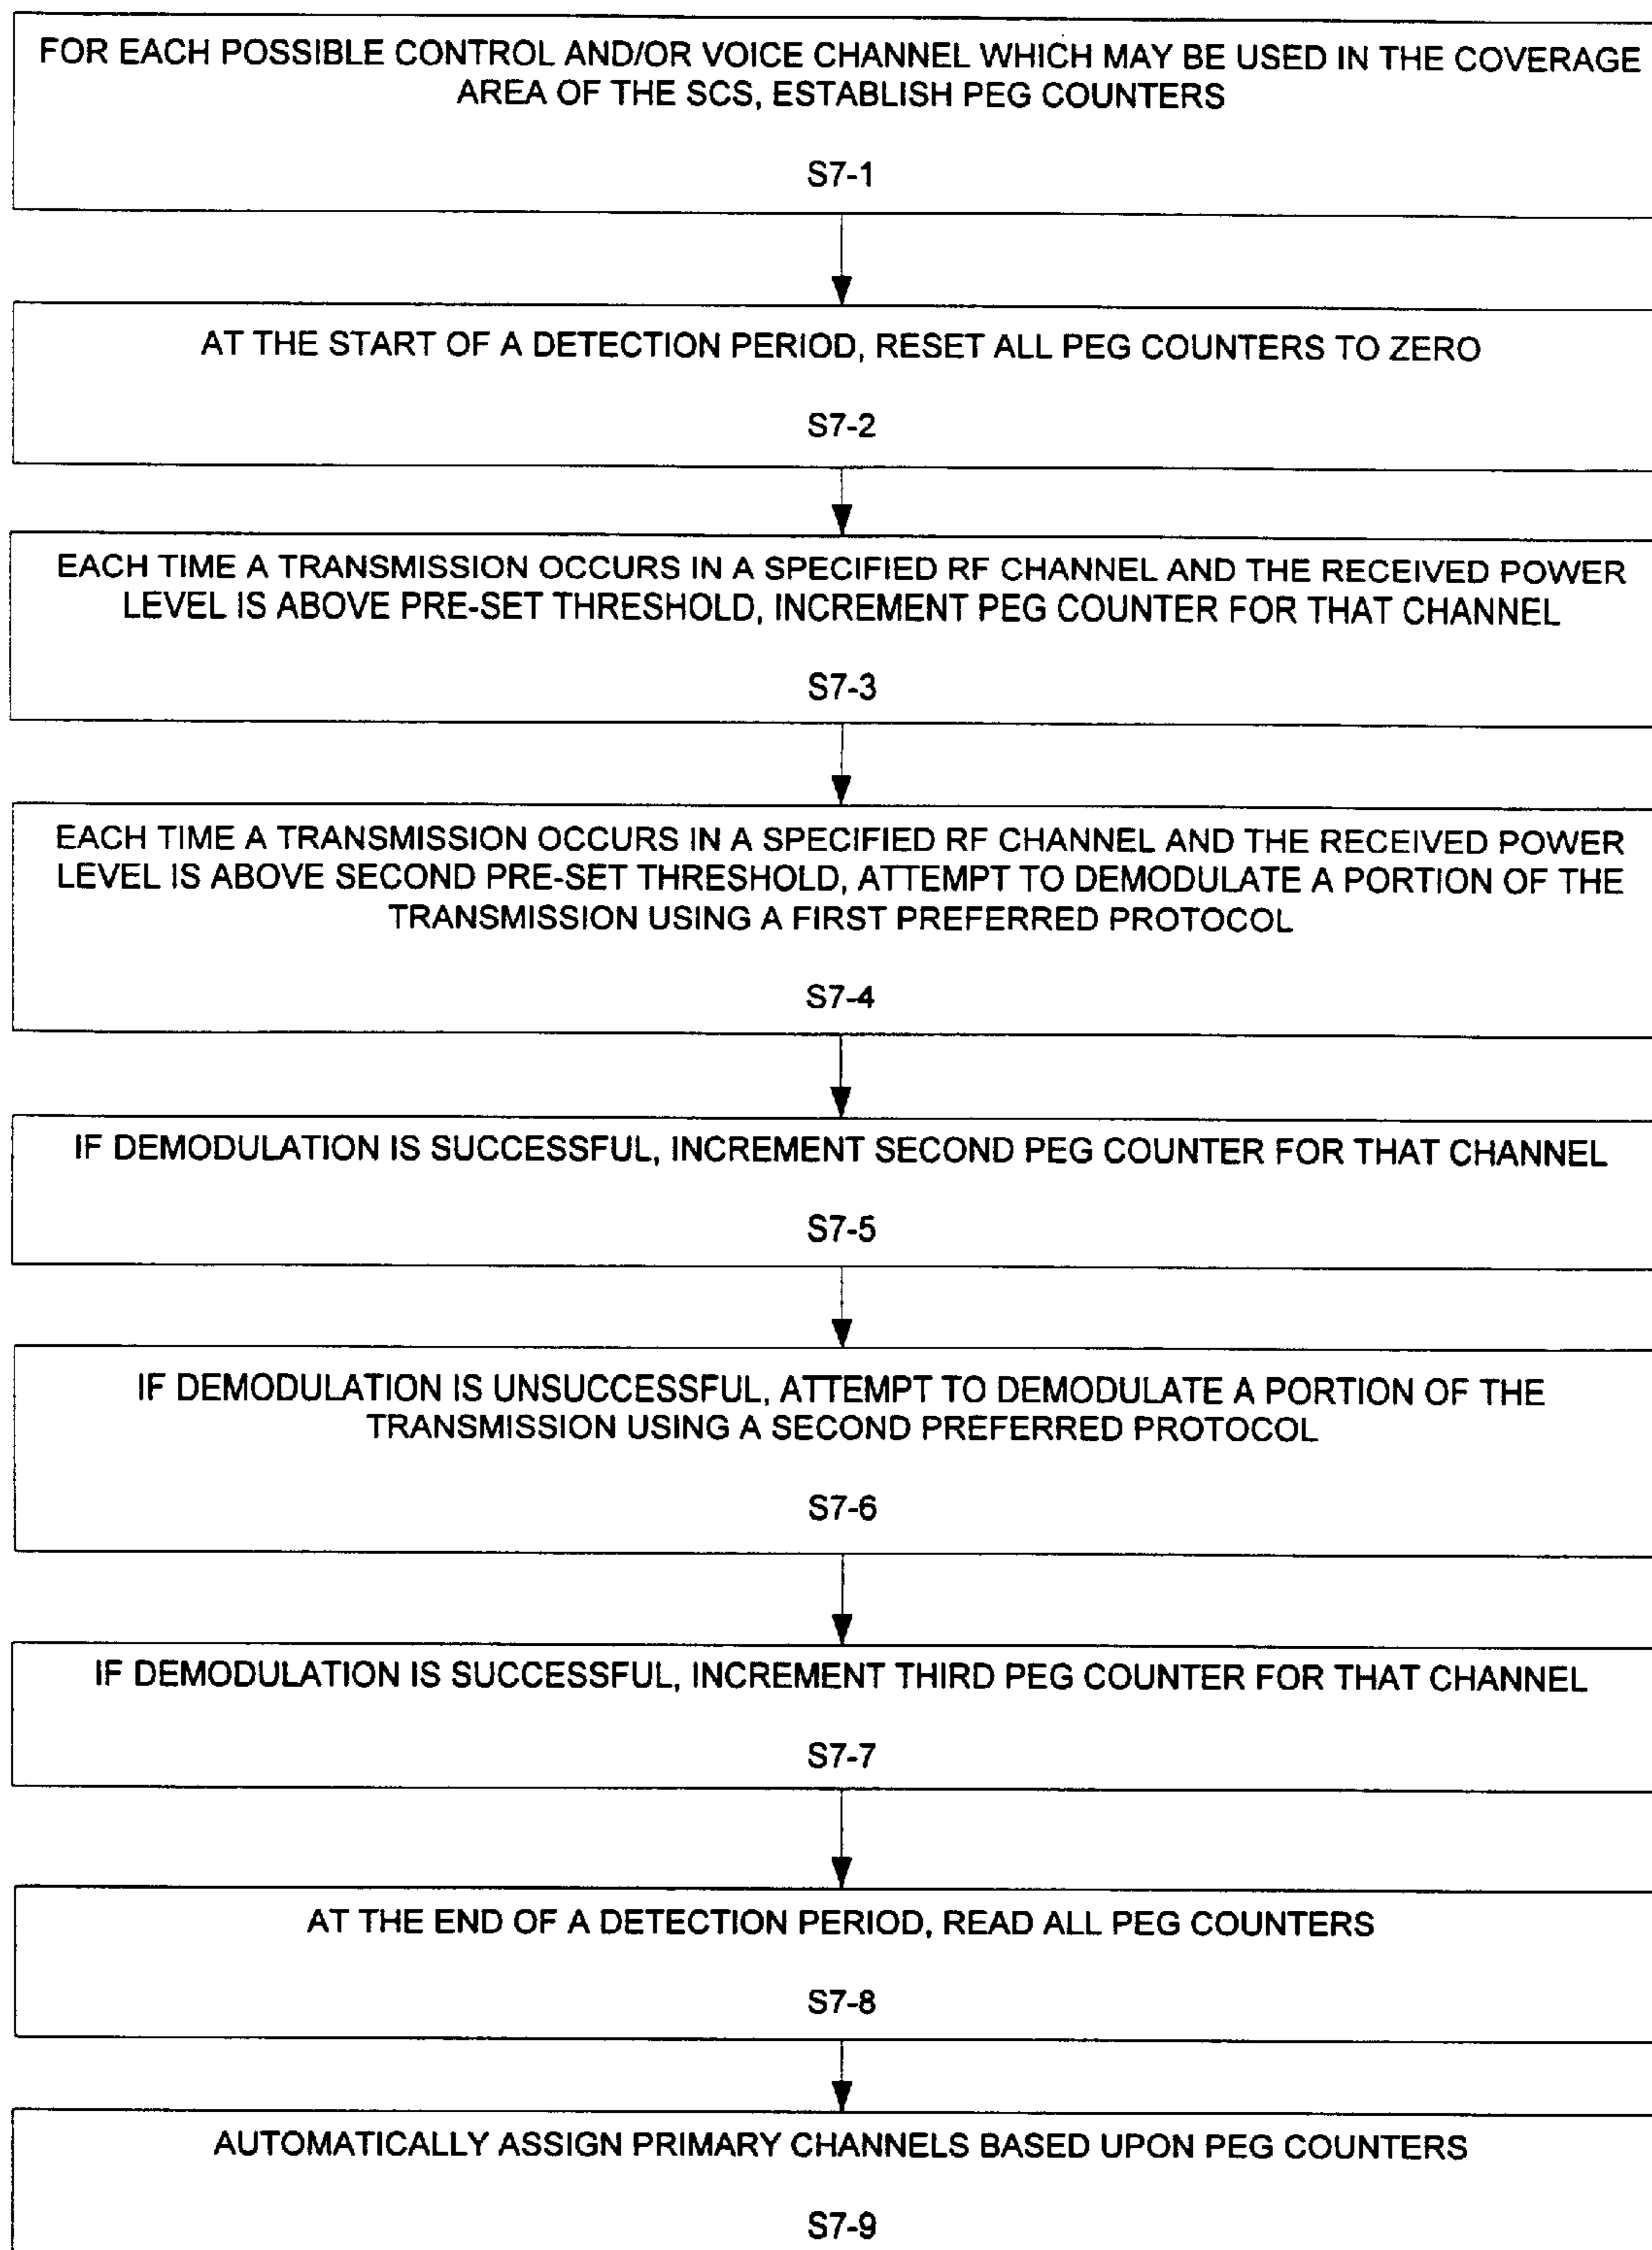 FOR EACH POSSIBLE CONTROL AND/OR VOICE CHANNEL WHICH MAY BE USED IN THE COVERAGE
AREA OF THE SCS, ESTABLISH PEG COUNTERS
S7-1
AT THE START OF A DETECTION PERIOD, RESET ALL PEG COUNTERS TO ZERO
S7-2
EACH TIME A TRANSMISSION OCCURS IN A SPECIFIED RF CHANNEL AND THE RECEIVED POWER
LEVEL IS ABOVE PRE-SET THRESHOLD, INCREMENT PEG COUNTER FOR THAT CHANNEL
S7-3
EACH TIME A TRANSMISSION OCCURS IN A SPECIFIED RF CHANNEL AND THE RECEIVED POWER
LEVEL IS ABOVE SECOND PRE-SET THRESHOLD, ATTEMPT TO DEMODULATE A PORTION OF THE
TRANSMISSION USING A FIRST PREFERRED PROTOCOL
S7-4
IF DEMODULATION IS SUCCESSFUL, INCREMENT SECOND PEG COUNTER FOR THAT CHANNEL
S7-5
IF DEMODULATION IS UNSUCCESSFUL, ATTEMPT TO DEMODULATE A PORTION OF THE
TRANSMISSION USING A SECOND PREFERRED PROTOCOL
S7-6
IF DEMODULATION IS SUCCESSFUL, INCREMENT THIRD PEG COUNTER FOR THAT CHANNEL
S7-7
AT THE END OF A DETECTION PERIOD, READ ALL PEG COUNTERS
S7-8
AUTOMATICALLY ASSIGN PRIMARY CHANNELS BASED UPON PEG COUNTERS
S7-9